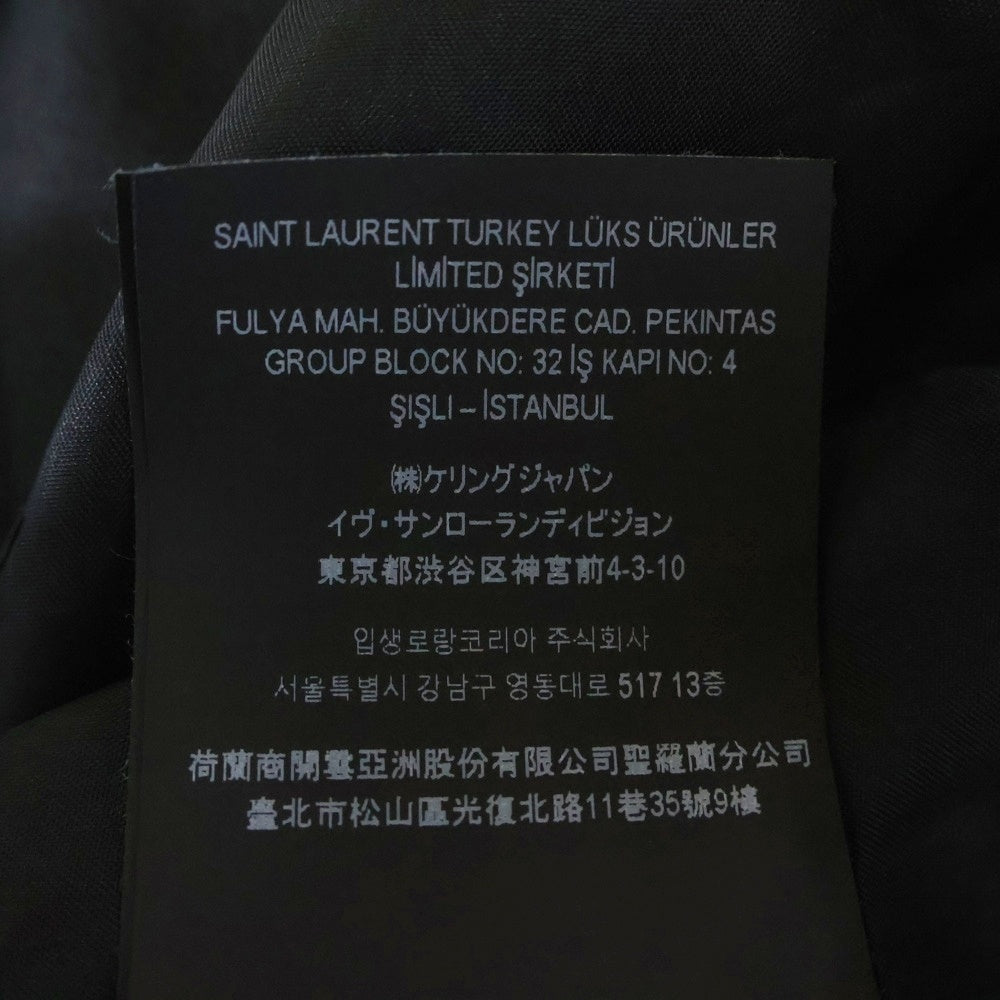 SAINT LAURENT TURKEY LÜKS ÜRÜNLER
LİMİTED ŞİRKETİ
FULYA MAH. BÜYÜKDERE CAD. PEKINTAS
GROUP BLOCK NO: 32 İŞ KAPI NO: 4
ŞIŞLI – İSTANBUL
㈱ケリングジャパン
イヴ・サンローランディビジョン
東京都渋谷区神宮前4-3-10
입생로랑코리아 주식회사
서울특별시 강남구 영동대로 517 13층
荷蘭商開雲亞洲股份有限公司聖羅蘭分公司
臺北市松山區光復北路11巷35號9樓